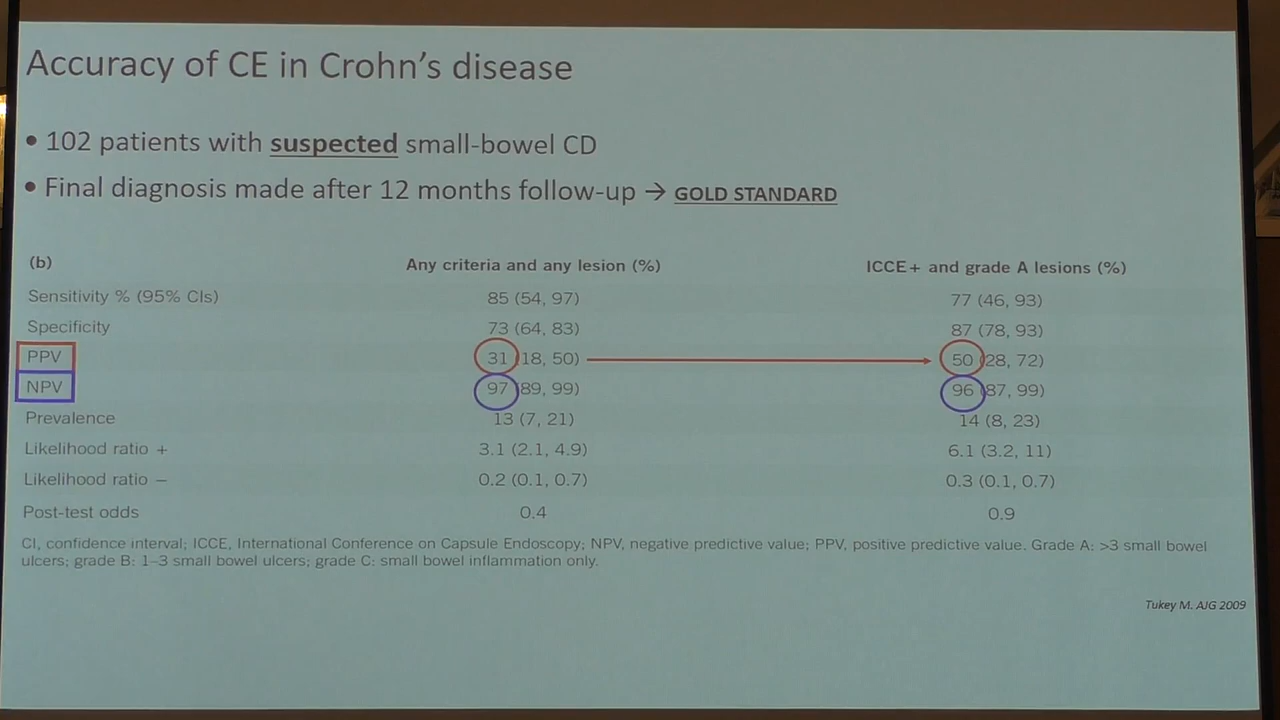 Accuracy of CE in Crohn's disease
• 102 patients with suspected small-bowel CD
• Final diagnosis made after 12 months follow-up → GOLD STANDARD
(b) Any criteria and any lesion (%) ICCE+ and grade A lesions (%)
Sensitivity % (95% CIs) 85 (54, 97) 77 (46, 93)
Specificity 73 (64, 83) 87 (78, 93)
PPV 31 (18, 50) 50 (28, 72)
NPV 97 (89, 99) 96 (87, 99)
Prevalence 13 (7, 21) 14 (8, 23)
Likelihood ratio + 3.1 (2.1, 4.9) 6.1 (3.2, 11)
Likelihood ratio − 0.2 (0.1, 0.7) 0.3 (0.1, 0.7)
Post-test odds 0.4 0.9
CI, confidence interval; ICCE, International Conference on Capsule Endoscopy; NPV, negative predictive value; PPV, positive predictive value. Grade A: >3 small bowel
ulcers; grade B: 1–3 small bowel ulcers; grade C: small bowel inflammation only.
Tukey M. AJG 2009